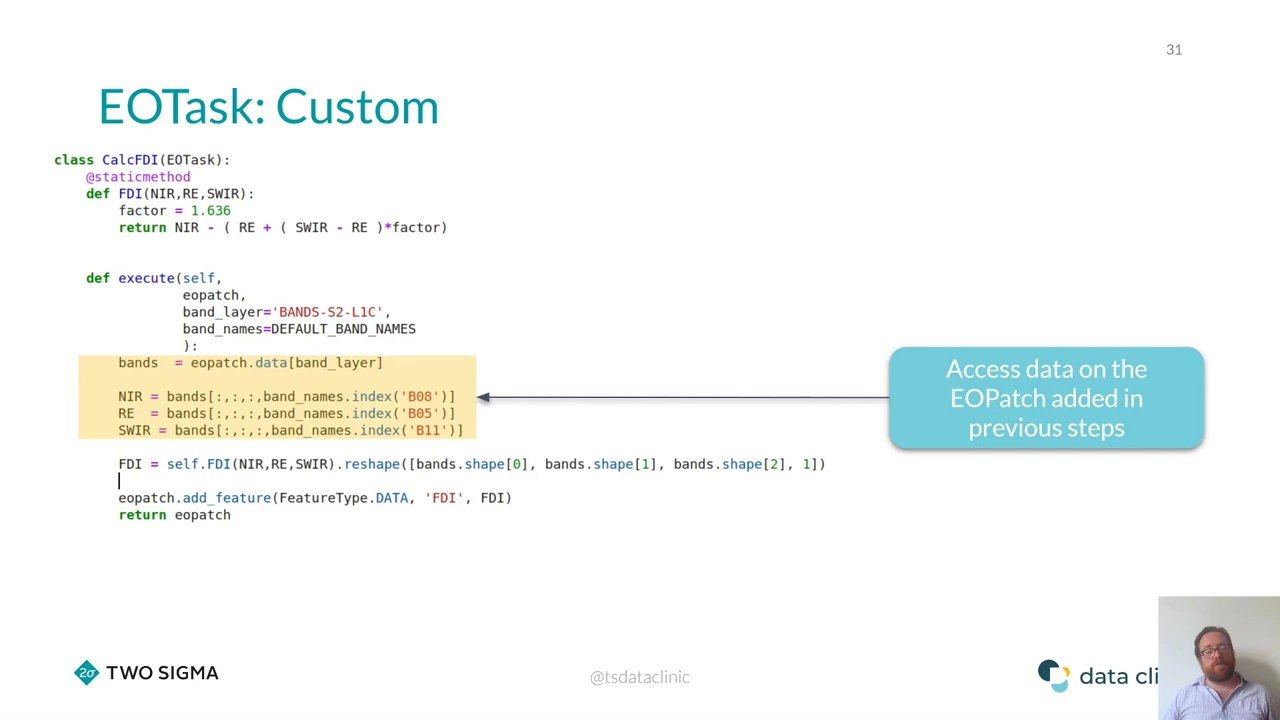 31
EOTask: Custom
class CalcFDI(EOTask):
@staticmethod
def FDI(NIR,RE,SWIR):
factor = 1.636
return NIR - ( RE + ( SWIR - RE )*factor)
def execute(self,
eopatch,
band_layer='BANDS-S2-L1C',
band_names=DEFAULT_BAND_NAMES
):
bands  = eopatch.data[band_layer]
NIR = bands[:,:,:,band_names.index('B08')]
RE  = bands[:,:,:,band_names.index('B05')]
SWIR = bands[:,:,:,band_names.index('B11')]
FDI = self.FDI(NIR,RE,SWIR).reshape([bands.shape[0], bands.shape[1], bands.shape[2], 1])
eopatch.add_feature(FeatureType.DATA, 'FDI', FDI)
return eopatch
Access data on the
EOPatch added in
previous steps
2σ TWO SIGMA
@tsdataclinic
data cli